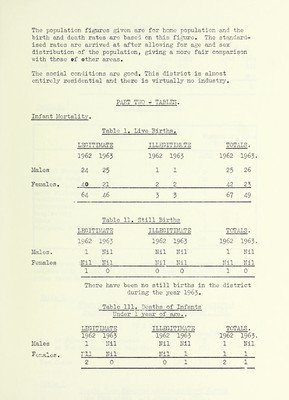 The population figures given are for home population and the
birth and death rates are based on this figure. The standard-
ised rates are arrived at after allowing for age and sex
distribution of the population, giving a more fair comparison
with those of other areas.
The social conditions are good. This district is almost
entirely residential and there is virtually no industry.
PART TWO - TABLES.
Infant Mortality.
Table 1. Live Births.
LEGITIMATE ILLEGITIMATE TOTALS.
1962 1963 1962 1963 1962 1963.
Males 24 25 1 1 25 26
Females. 40 21 2 2 42 23
64 46 3 3 67 49
Table II. Still Births
LEGITIMATE ILLEGITIMATE TOTALS.
1962 1963 1962 1963 1962 1963.
Males. 1 Nil Nil Nil 1 Nil
Females Nil Nil Nil Nil Nil Nil
1 0 0 0 1 0
There have been no still births in the district
during the year 1963.
Table 111. Deaths of Infants
Under 1 year of age.
LEGITIMATE ILLEGITIMATE TOTALS.
1962 1963 1962 1963 1962 1963.
Males 1 Nil Nil Nil 1 Nil
Females. Nil Nil 1 1 1
2 0 0 1 2 1